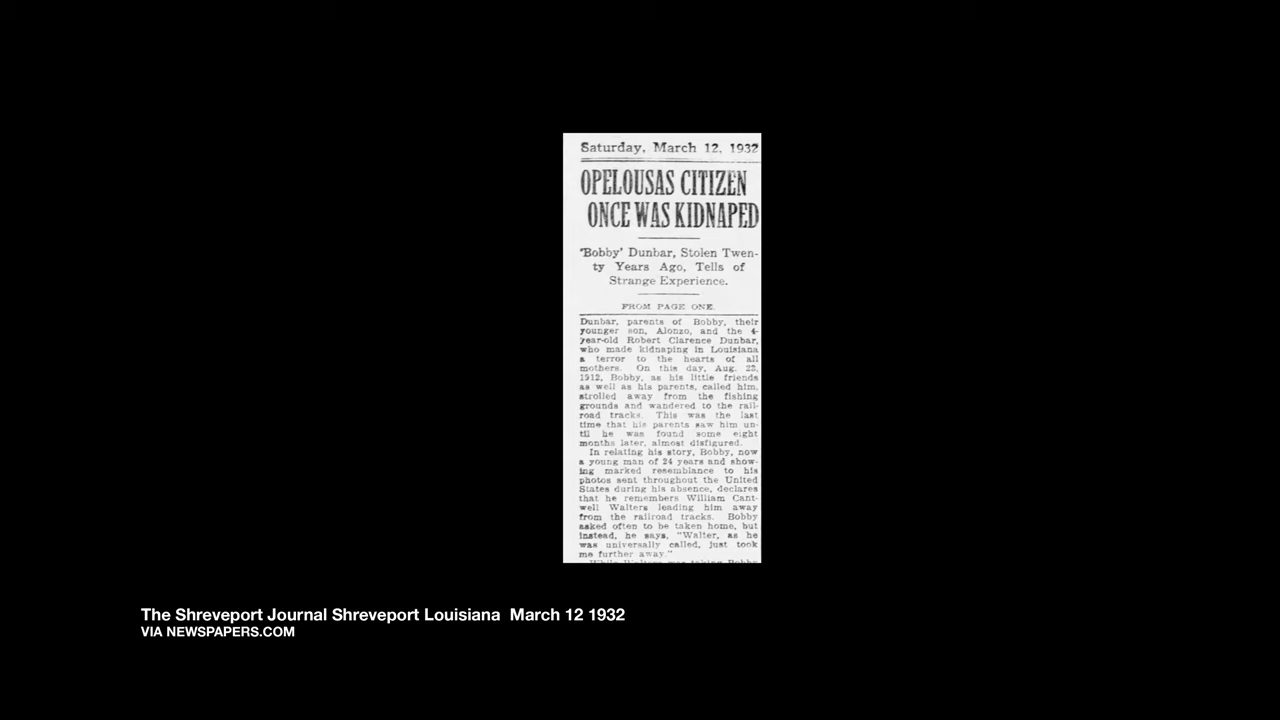 Saturday, March 12, 1932
OPELOUSAS CITIZEN
ONCE WAS KIDNAPED
'Bobby' Dunbar, Stolen Twen-
ty Years Ago, Tells of
Strange Experience.
FROM PAGE ONE.
Dunbar, parents of Bobby, their
younger son, Alonzo, and the 4-
year-old Robert Clarence Dunbar,
who made kidnaping in Louisiana
a terror to the hearts of all
mothers. On this day, Aug. 23,
1912, Bobby, as his little friends
as well as his parents, called him,
strolled away from the fishing
grounds and wandered to the rail-
road tracks. This was the last
time that his parents saw him un-
til he was found some eight
months later, almost disfigured.
In relating his story, Bobby, now
a young man of 24 years and show-
ing marked resemblance to his
photos sent throughout the United
States during his absence, declares
that he remembers William Cant-
well Walters leading him away
from the railroad tracks. Bobby
asked often to be taken home, but
instead, he says, "Walter, as he
was universally called, just took
me further away."
The Shreveport Journal Shreveport Louisiana March 12 1932
VIA NEWSPAPERS.COM